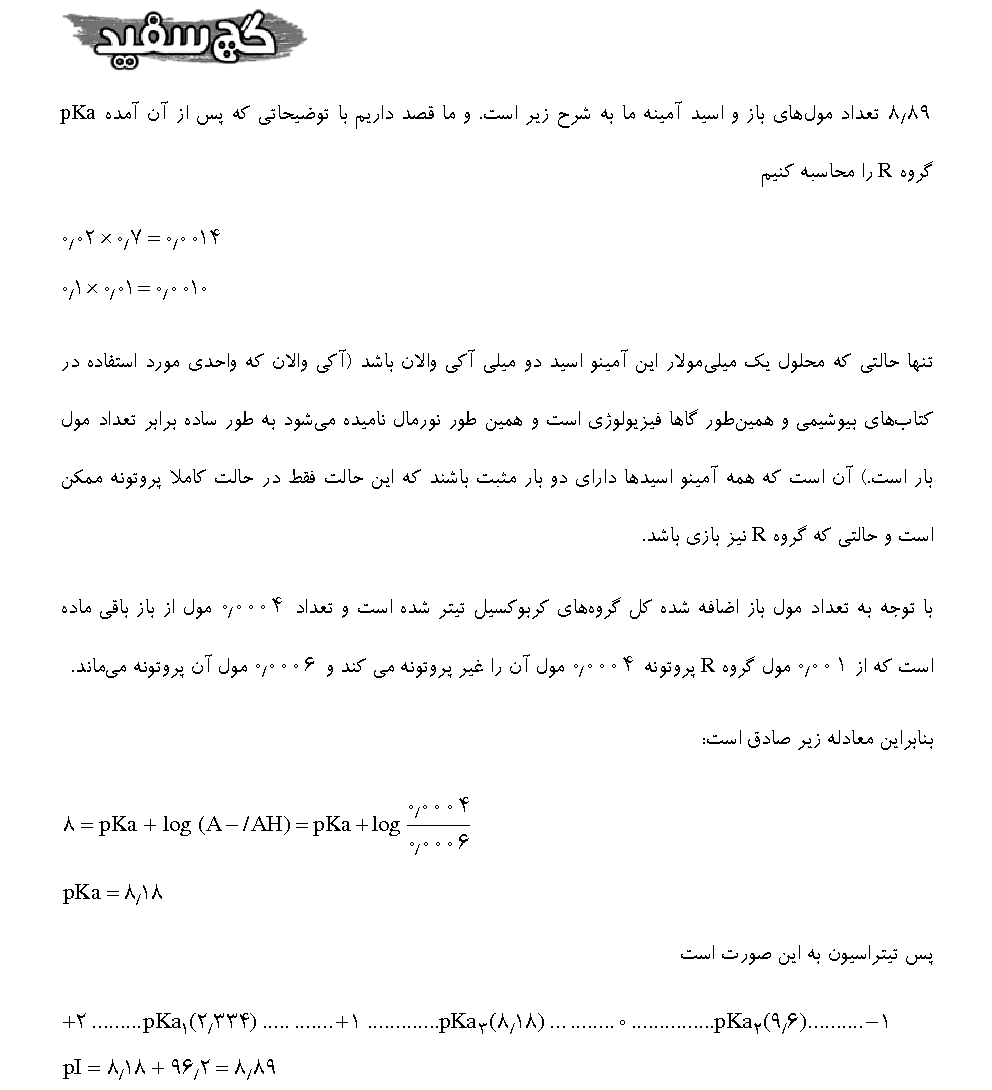 گچ سفید
۸٫۸۹ تعداد مول‌های باز و اسید آمینه ما به شرح زیر است. و ما قصد داریم با توضیحاتی که پس از آن آمده pKa
گروه R را محاسبه کنیم
۰٫۰۲ × ۰٫۷ = ۰٫۰۰۱۴
۰٫۱ × ۰٫۰۱ = ۰٫۰۰۱۰
تنها حالتی که محلول یک میلی‌مولار این آمینو اسید دو میلی آکی والان باشد (آکی والان که واحدی مورد استفاده در
کتاب‌های بیوشیمی و همین‌طور گاها فیزیولوژی است و همین طور نورمال نامیده می‌شود به طور ساده برابر تعداد مول
بار است.) آن است که همه آمینو اسیدها دارای دو بار مثبت باشند که این حالت فقط در حالت کاملا پروتونه ممکن
است و حالتی که گروه R نیز بازی باشد.
با توجه به تعداد مول باز اضافه شده کل گروه‌های کربوکسیل تیتر شده است و تعداد ۰٫۰۰۰۴ مول از باز باقی ماده
است که از ۰٫۰۰۱ مول گروه R پروتونه ۰٫۰۰۰۴ مول آن را غیر پروتونه می کند و ۰٫۰۰۰۶ مول آن پروتونه می‌ماند.
بنابراین معادله زیر صادق است:
۸ = pKa + log (A−/AH) = pKa + log ۰٫۰۰۰۴/۰٫۰۰۰۶
pKa = ۸٫۱۸
پس تیتراسیون به این صورت است
+۲ .........pKa₁(۲٫۳۳۴) ..... .......+۱ ............pKa₃(۸٫۱۸) ... ........ ۰ ...............pKa₂(۹٫۶)..........−۱
pI = ۸٫۱۸ + ۹۶٫۲ = ۸٫۸۹